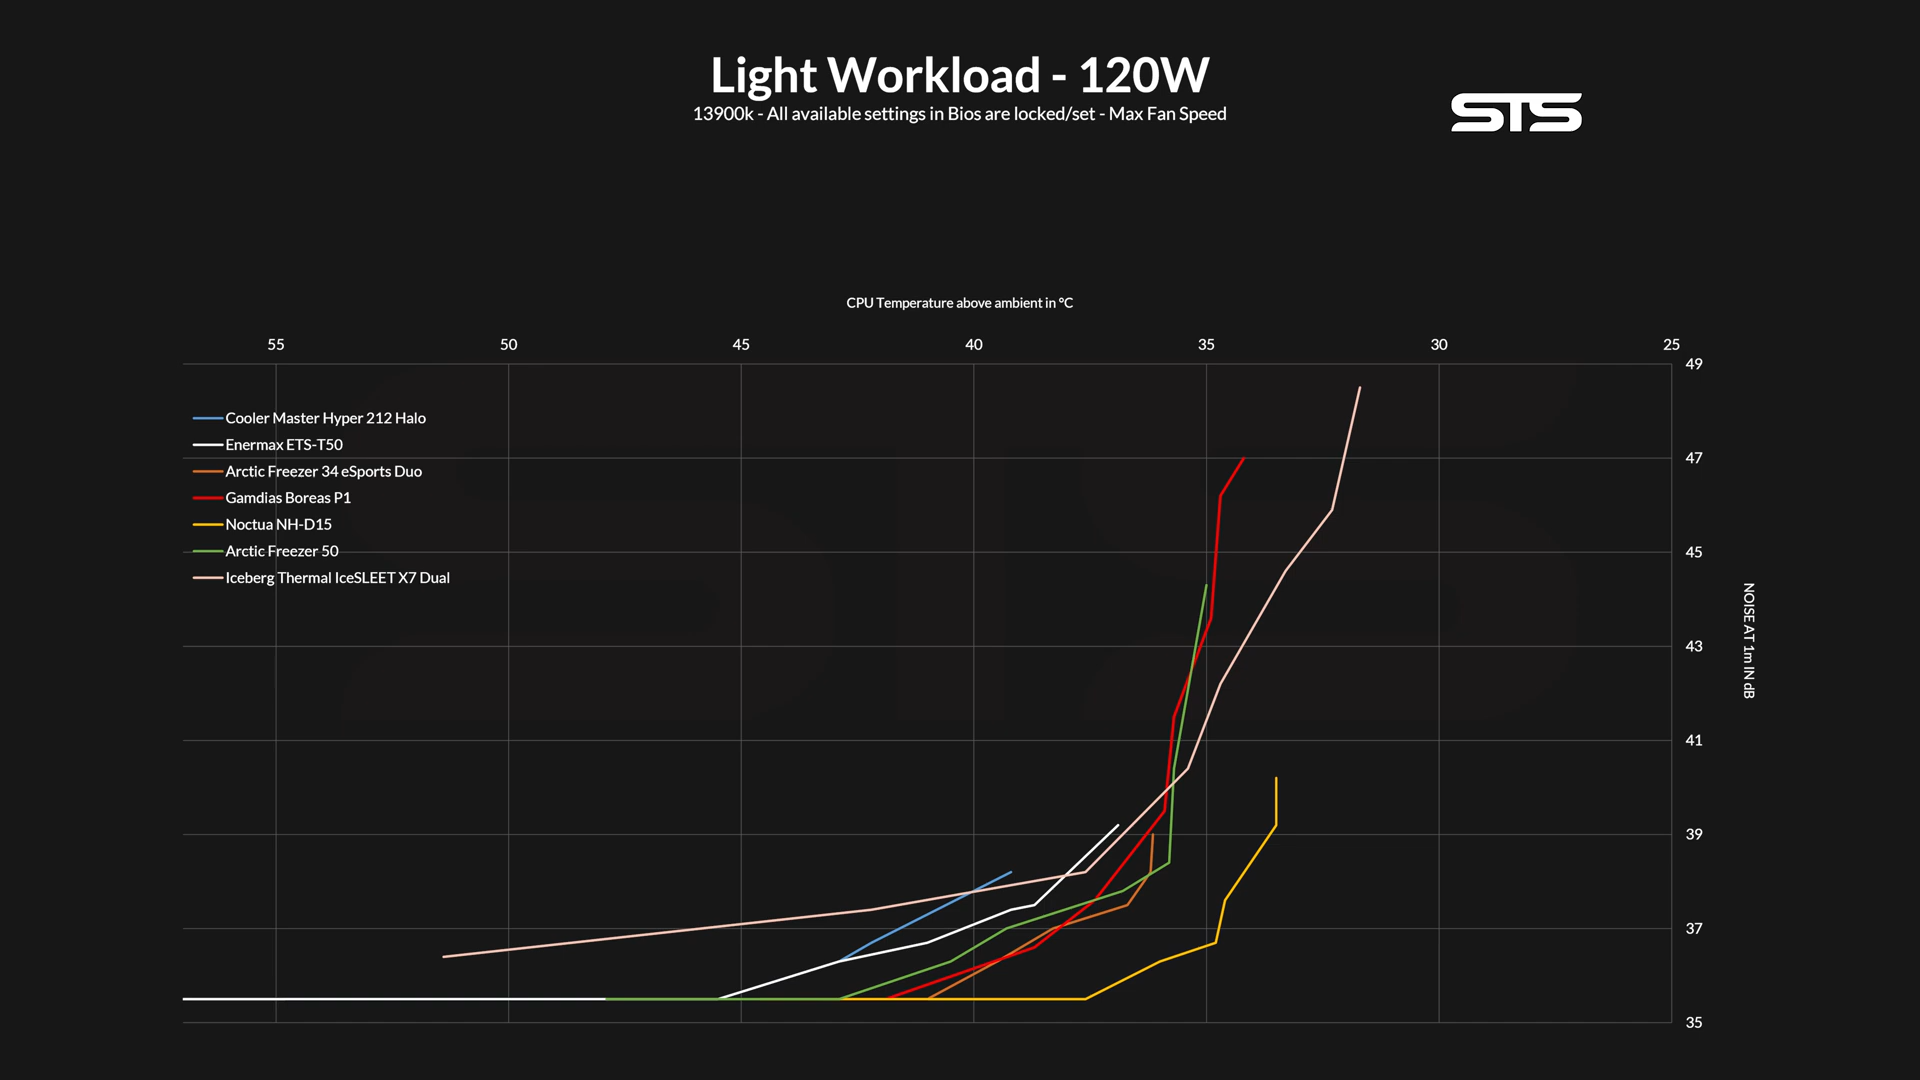 Light Workload - 120W
13900k - All available settings in Bios are locked/set - Max Fan Speed
STS
CPU Temperature above ambient in °C
55 50 45 40 35 30 25
49
47
45
43
41
39
37
35
Cooler Master Hyper 212 Halo
Enermax ETS-T50
Arctic Freezer 34 eSports Duo
Gamdias Boreas P1
Noctua NH-D15
Arctic Freezer 50
Iceberg Thermal IceSLEET X7 Dual
NOISE AT 1m IN dB